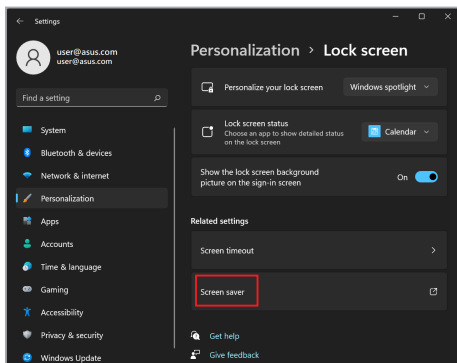 Settings
user@asus.com
user@asus.com
Find a setting
System
Bluetooth & devices
Network & internet
Personalization
Apps
Accounts
Time & language
Gaming
Accessibility
Privacy & security
Windows Update
Personalization > Lock screen
Personalize your lock screen
Windows spotlight
Lock screen status
Choose an app to show detailed status
on the lock screen
Calendar
Show the lock screen background
picture on the sign-in screen
On
Related settings
Screen timeout
Screen saver
Get help
Give feedback